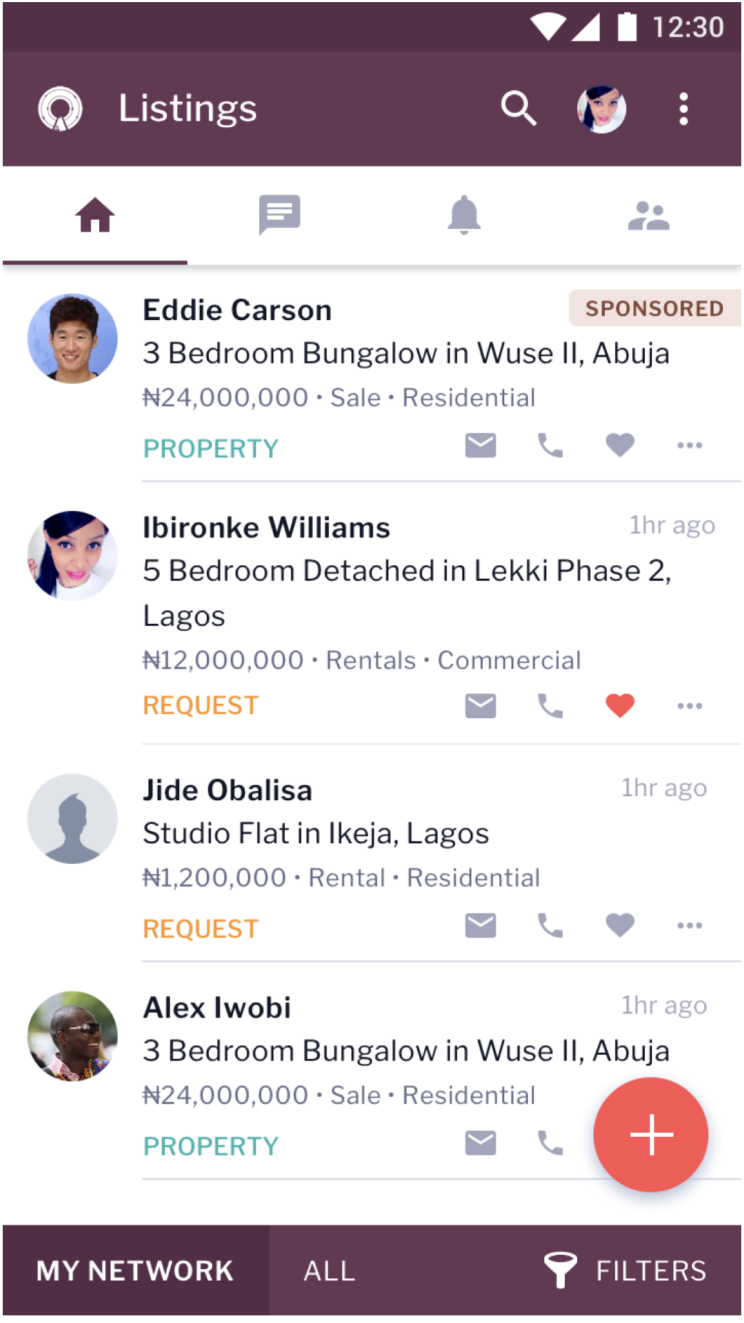 12:30
Listings
Eddie Carson
SPONSORED
3 Bedroom Bungalow in Wuse II, Abuja
₦24,000,000 • Sale • Residential
PROPERTY
Ibironke Williams
1hr ago
5 Bedroom Detached in Lekki Phase 2,
Lagos
₦12,000,000 • Rentals • Commercial
REQUEST
Jide Obalisa
1hr ago
Studio Flat in Ikeja, Lagos
₦1,200,000 • Rental • Residential
REQUEST
Alex Iwobi
1hr ago
3 Bedroom Bungalow in Wuse II, Abuja
₦24,000,000 • Sale • Residential
PROPERTY
MY NETWORK
ALL
FILTERS